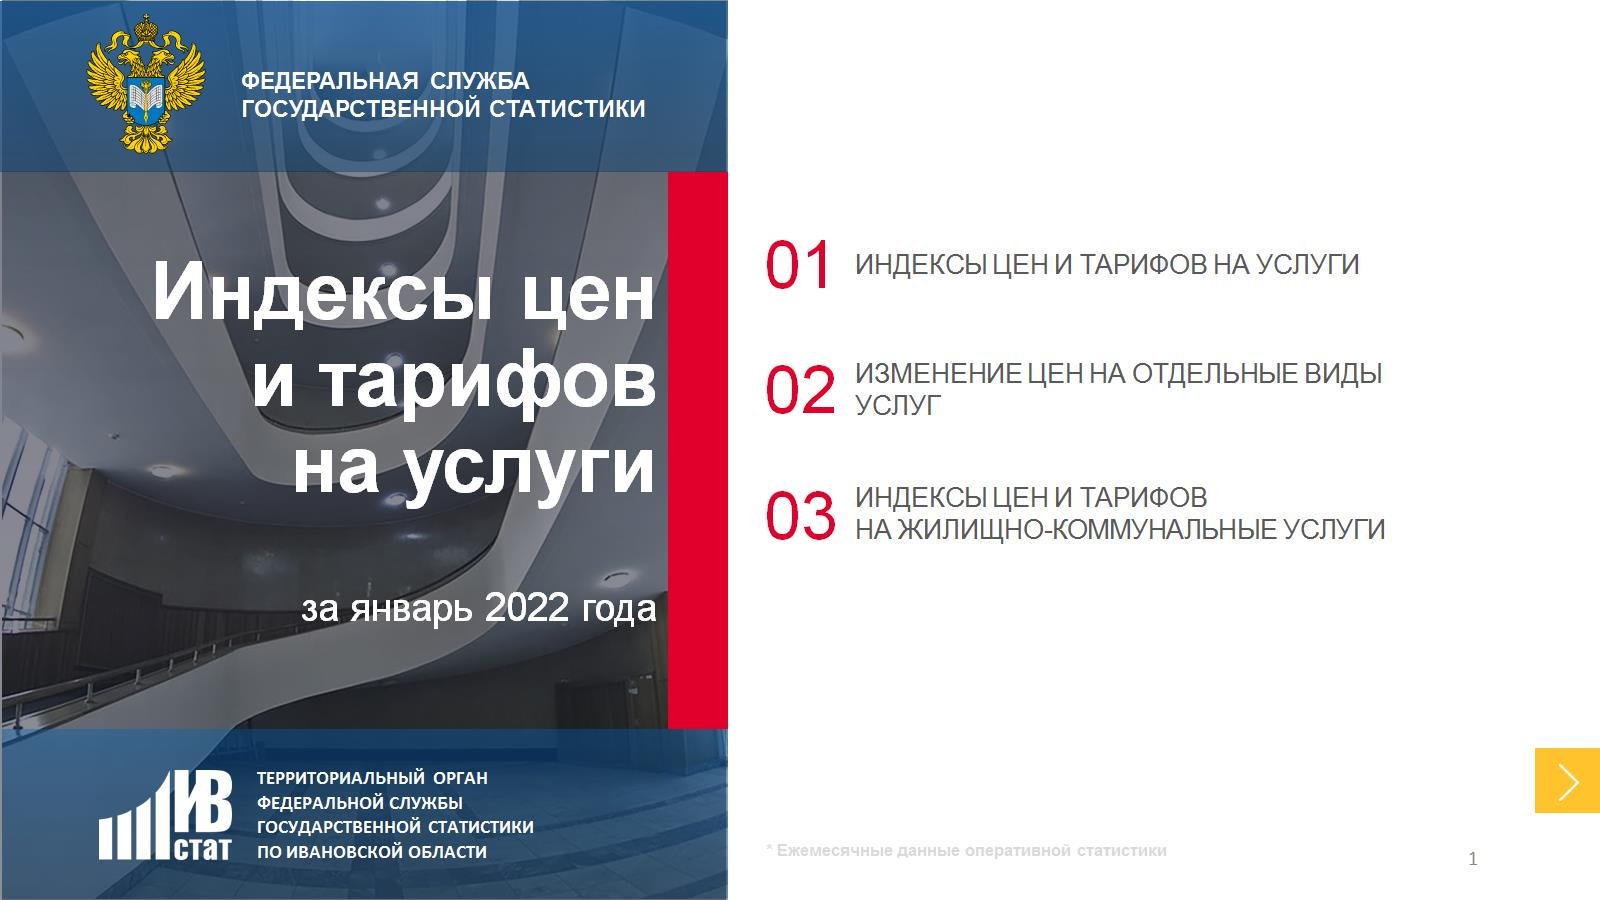 ФЕДЕРАЛЬНАЯ СЛУЖБА
ГОСУДАРСТВЕННОЙ СТАТИСТИКИ
Индексы цен
и тарифов
на услуги
за январь 2022 года
ИВ
стат
ТЕРРИТОРИАЛЬНЫЙ ОРГАН
ФЕДЕРАЛЬНОЙ СЛУЖБЫ
ГОСУДАРСТВЕННОЙ СТАТИСТИКИ
ПО ИВАНОВСКОЙ ОБЛАСТИ
01 ИНДЕКСЫ ЦЕН И ТАРИФОВ НА УСЛУГИ
02 ИЗМЕНЕНИЕ ЦЕН НА ОТДЕЛЬНЫЕ ВИДЫ
УСЛУГ
03 ИНДЕКСЫ ЦЕН И ТАРИФОВ
НА ЖИЛИЩНО-КОММУНАЛЬНЫЕ УСЛУГИ
* Ежемесячные данные оперативной статистики
1